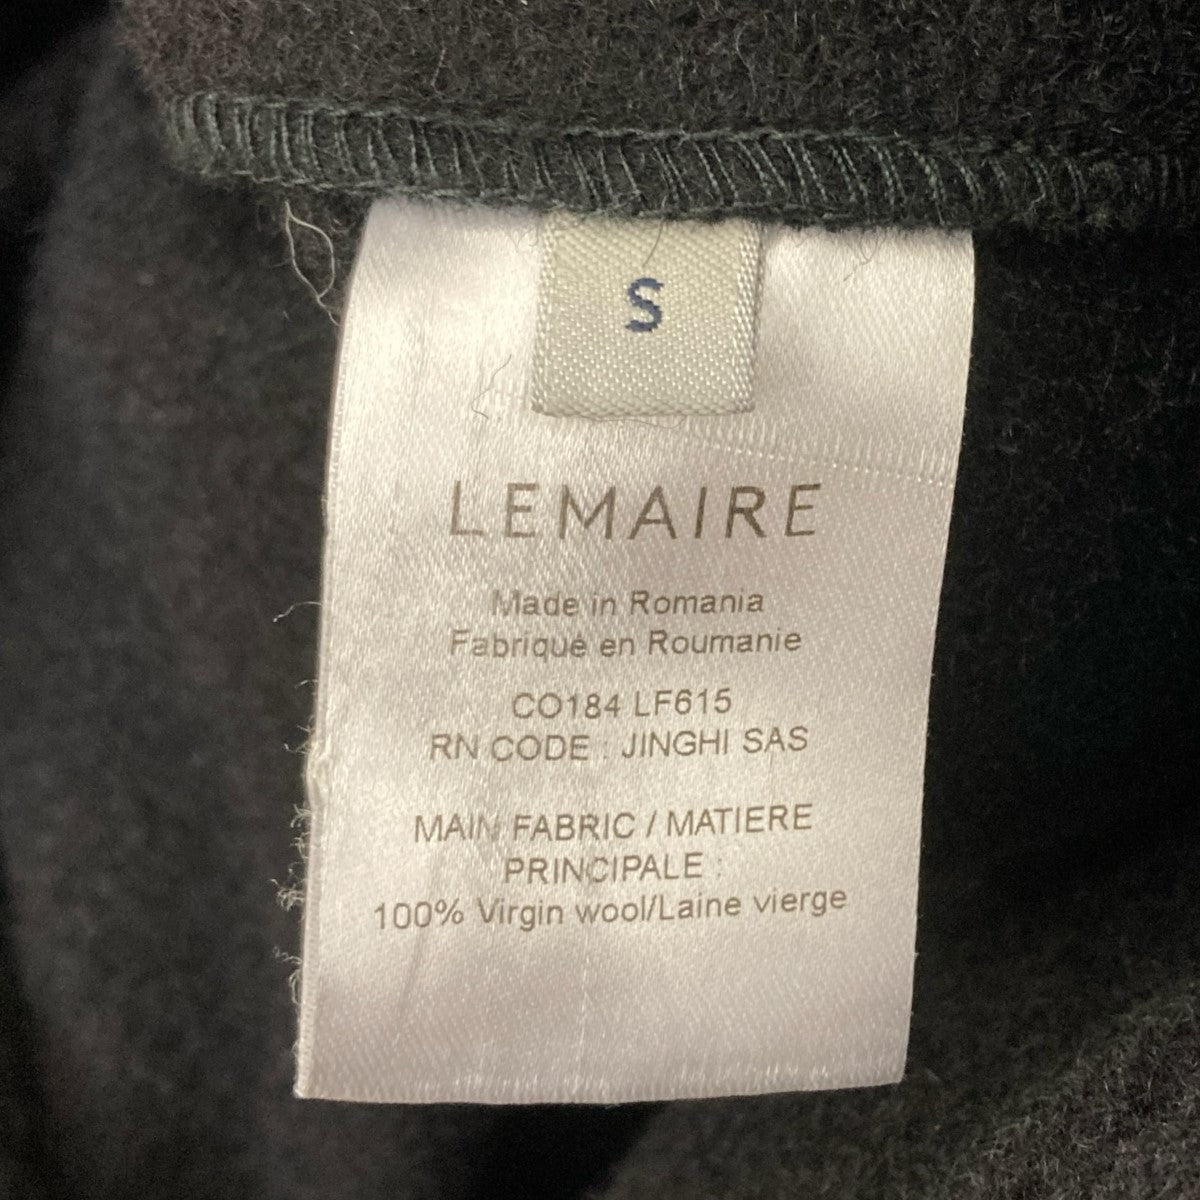 S
LEMAIRE
Made in Romania
Fabriqué en Roumanie
CO184 LF615
RN CODE : JINGHI SAS
MAIN FABRIC / MATIERE
PRINCIPALE :
100% Virgin wool/Laine vierge